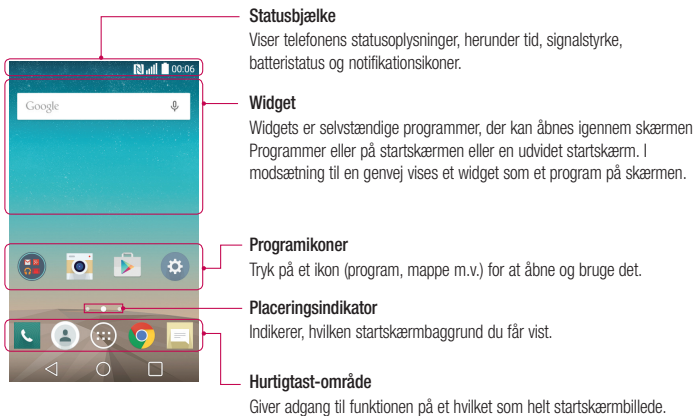 Statusbjælke
Viser telefonens statusoplysninger, herunder tid, signalstyrke,
batteristatus og notifikationsikoner.
N 00:06
Google
Widget
Widgets er selvstændige programmer, der kan åbnes igennem skærmen
Programmer eller på startskærmen eller en udvidet startskærm. I
modsætning til en genvej vises et widget som et program på skærmen.
Programikoner
Tryk på et ikon (program, mappe m.v.) for at åbne og bruge det.
Placeringsindikator
Indikerer, hvilken startskærmbaggrund du får vist.
Hurtigtast-område
Giver adgang til funktionen på et hvilket som helst startskærmbillede.